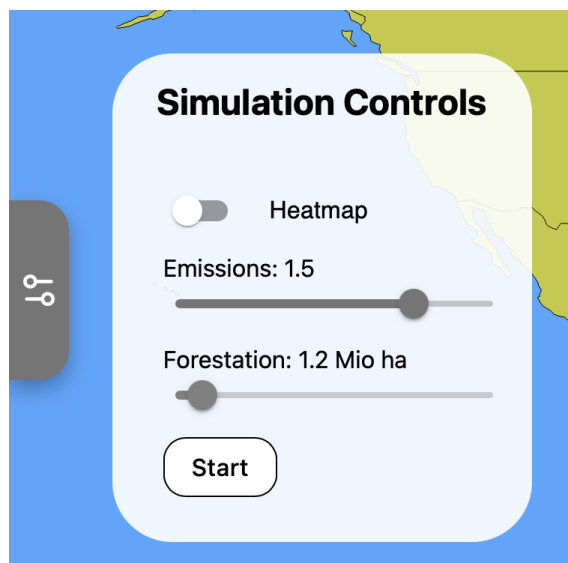 Simulation Controls
Heatmap
Emissions: 1.5
Forestation: 1.2 Mio ha
Start